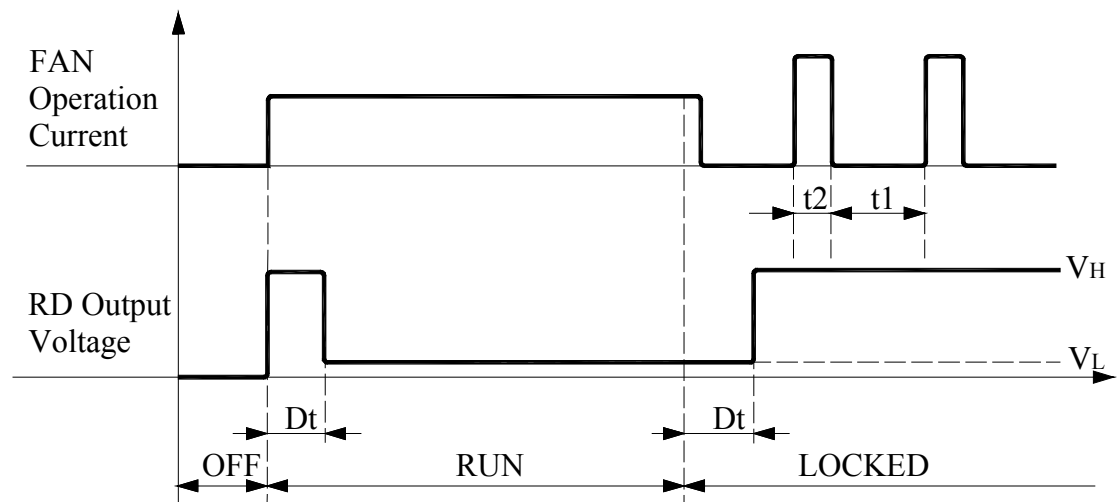 FAN
Operation
Current
t2
t1
VH
RD Output
Voltage
VL
Dt
Dt
OFF
RUN
LOCKED